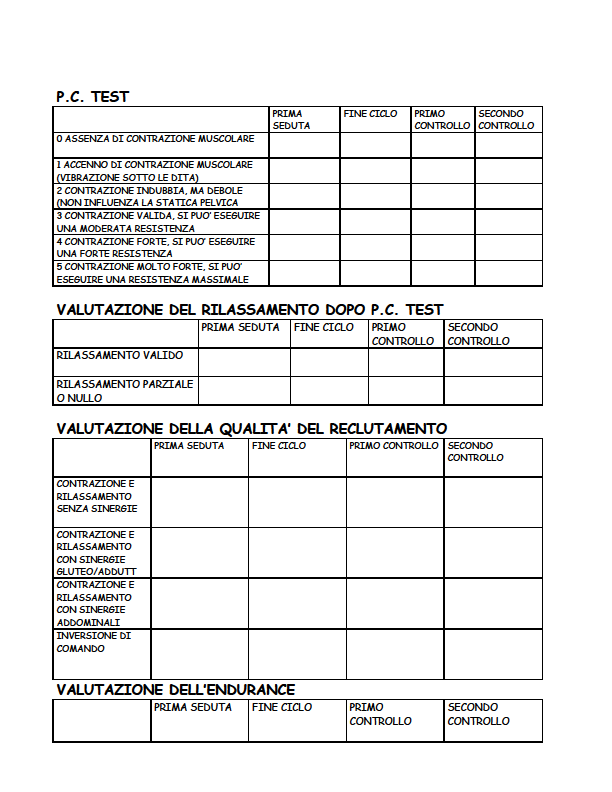 P.C. TEST
PRIMA SEDUTA FINE CICLO PRIMO CONTROLLO SECONDO CONTROLLO
0 ASSENZA DI CONTRAZIONE MUSCOLARE
1 ACCENNO DI CONTRAZIONE MUSCOLARE
(VIBRAZIONE SOTTO LE DITA)
2 CONTRAZIONE INDUBBIA, MA DEBOLE
(NON INFLUENZA LA STATICA PELVICA
3 CONTRAZIONE VALIDA, SI PUO' ESEGUIRE
UNA MODERATA RESISTENZA
4 CONTRAZIONE FORTE, SI PUO' ESEGUIRE
UNA FORTE RESISTENZA
5 CONTRAZIONE MOLTO FORTE, SI PUO'
ESEGUIRE UNA RESISTENZA MASSIMALE
VALUTAZIONE DEL RILASSAMENTO DOPO P.C. TEST
PRIMA SEDUTA FINE CICLO PRIMO CONTROLLO SECONDO CONTROLLO
RILASSAMENTO VALIDO
RILASSAMENTO PARZIALE
O NULLO
VALUTAZIONE DELLA QUALITA' DEL RECLUTAMENTO
PRIMA SEDUTA FINE CICLO PRIMO CONTROLLO SECONDO CONTROLLO
CONTRAZIONE E
RILASSAMENTO
SENZA SINERGIE
CONTRAZIONE E
RILASSAMENTO
CON SINERGIE
GLUTEO/ADDUTT
CONTRAZIONE E
RILASSAMENTO
CON SINERGIE
ADDOMINALI
INVERSIONE DI
COMANDO
VALUTAZIONE DELL'ENDURANCE
PRIMA SEDUTA FINE CICLO PRIMO CONTROLLO SECONDO CONTROLLO